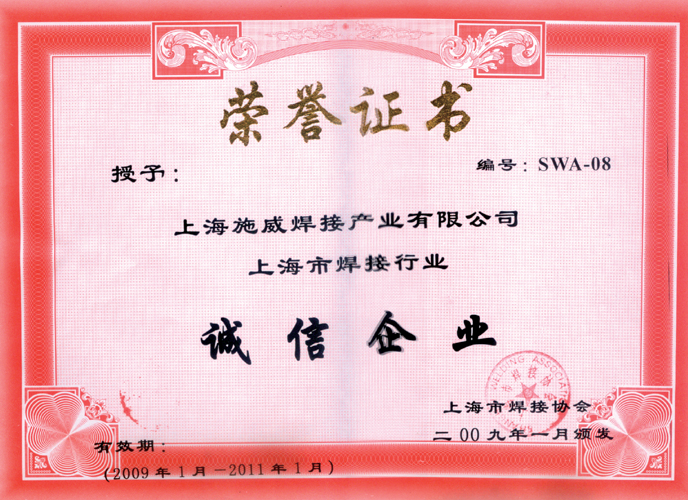 荣誉证书
授予：
编号：SWA-08
上海施威焊接产业有限公司
上海市焊接行业
诚信企业
WELDING ASSOCIAT
上海市焊接协会
二00九年一月颁发
有效期：
（2009年1月－2011年1月）